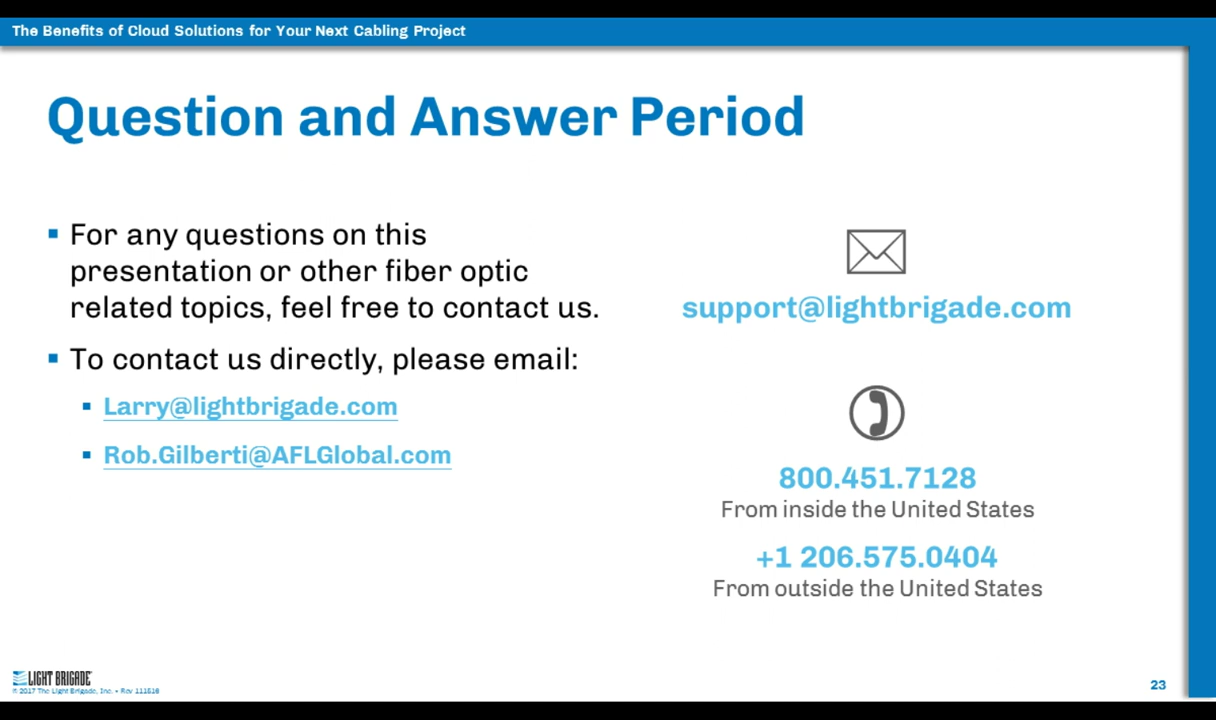 The Benefits of Cloud Solutions for Your Next Cabling Project
Question and Answer Period
For any questions on this
presentation or other fiber optic
related topics, feel free to contact us.
To contact us directly, please email:
Larry@lightbrigade.com
Rob.Gilberti@AFLGlobal.com
support@lightbrigade.com
800.451.7128
From inside the United States
+1 206.575.0404
From outside the United States
LIGHT BRIGADE
© 2017 The Light Brigade, Inc. • Rev 111516
23